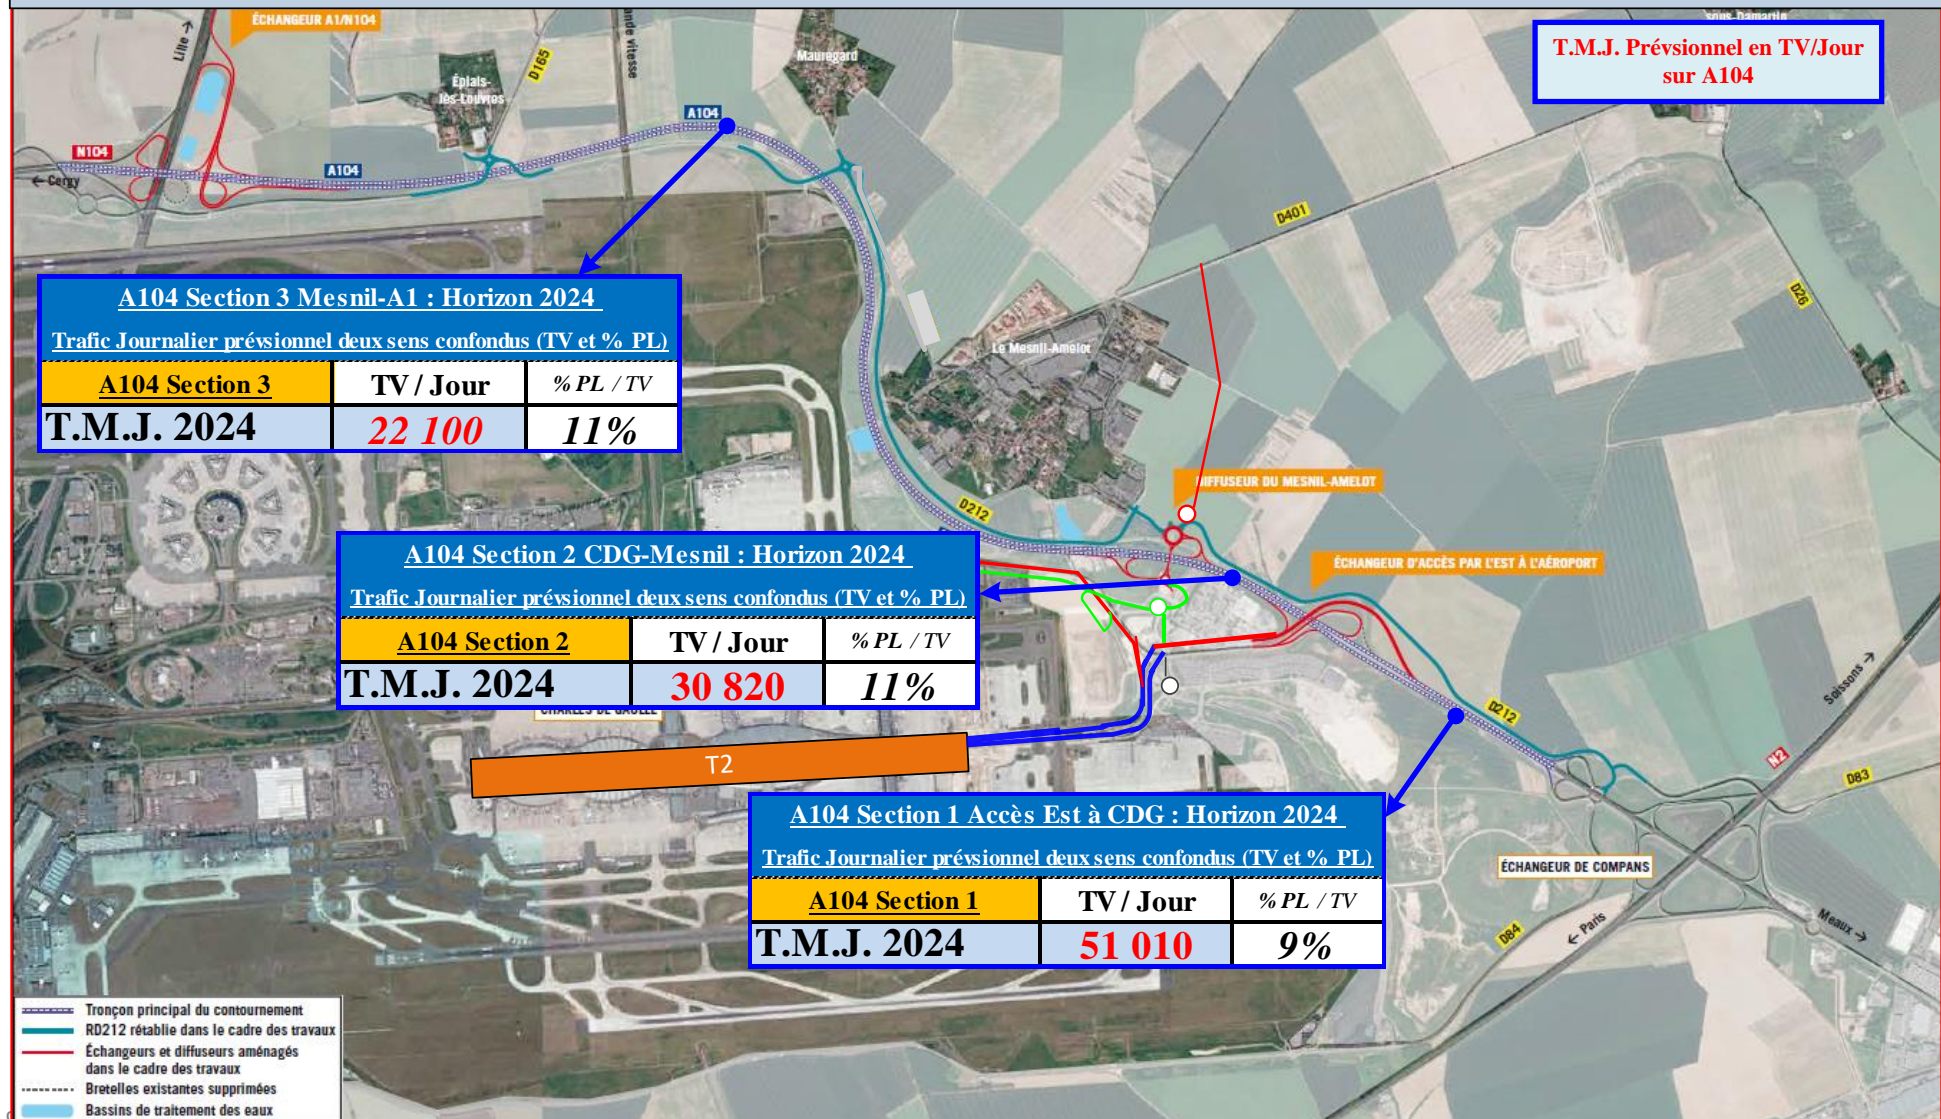 ÉCHANGEUR A1/N104
Lille
Éplais-
lès-Louvres
D165
ande vitesse
Mauregard
sous-Damartin
T.M.J. Prévsionnel en TV/Jour
sur A104
N104
← Cergy
A104
A104
D401
D26
A104 Section 3 Mesnil-A1 : Horizon 2024
Trafic Journalier prévsionnel deux sens confondus (TV et % PL)
A104 Section 3 TV / Jour % PL / TV
T.M.J. 2024 22 100 11%
Le Mesnil-Amelot
DIFFUSEUR DU MESNIL-AMELOT
D212
ÉCHANGEUR D'ACCÈS PAR L'EST À L'AÉROPORT
A104 Section 2 CDG-Mesnil : Horizon 2024
Trafic Journalier prévsionnel deux sens confondus (TV et % PL)
A104 Section 2 TV / Jour % PL / TV
T.M.J. 2024 30 820 11%
CHARLES DE GAULLE
T2
D212
Soissons →
N2
D83
A104 Section 1 Accès Est à CDG : Horizon 2024
Trafic Journalier prévsionnel deux sens confondus (TV et % PL)
A104 Section 1 TV / Jour % PL / TV
T.M.J. 2024 51 010 9%
ÉCHANGEUR DE COMPANS
D84
← Paris
Meaux →
Tronçon principal du contournement
RD212 rétablie dans le cadre des travaux
Échangeurs et diffuseurs aménagés
dans le cadre des travaux
Bretelles existantes supprimées
Bassins de traitement des eaux